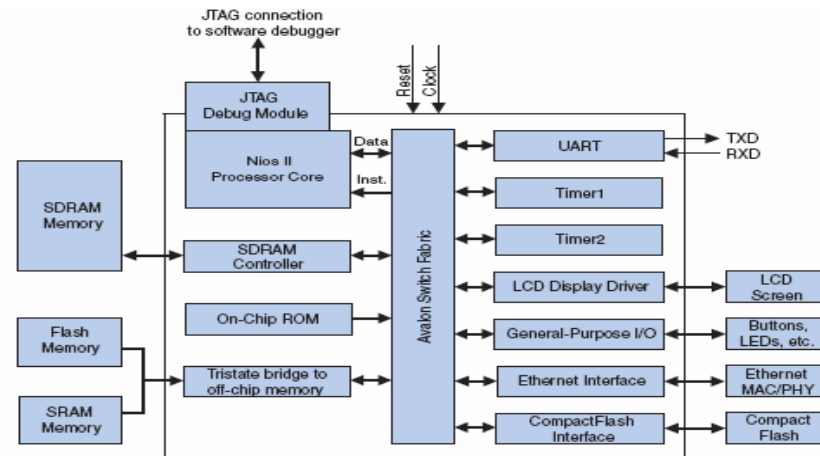 JTAG connection
to software debugger
Reset
Clock
JTAG
Debug Module
Nios II
Processor Core
Data
Inst.
UART
TXD
RXD
Timer1
SDRAM
Memory
SDRAM
Controller
Avalon Switch Fabric
Timer2
LCD Display Driver
LCD
Screen
On-Chip ROM
General-Purpose I/O
Buttons,
LEDs, etc.
Flash
Memory
Tristate bridge to
off-chip memory
Ethernet Interface
Ethernet
MAC/PHY
SRAM
Memory
CompactFlash
Interface
Compact
Flash